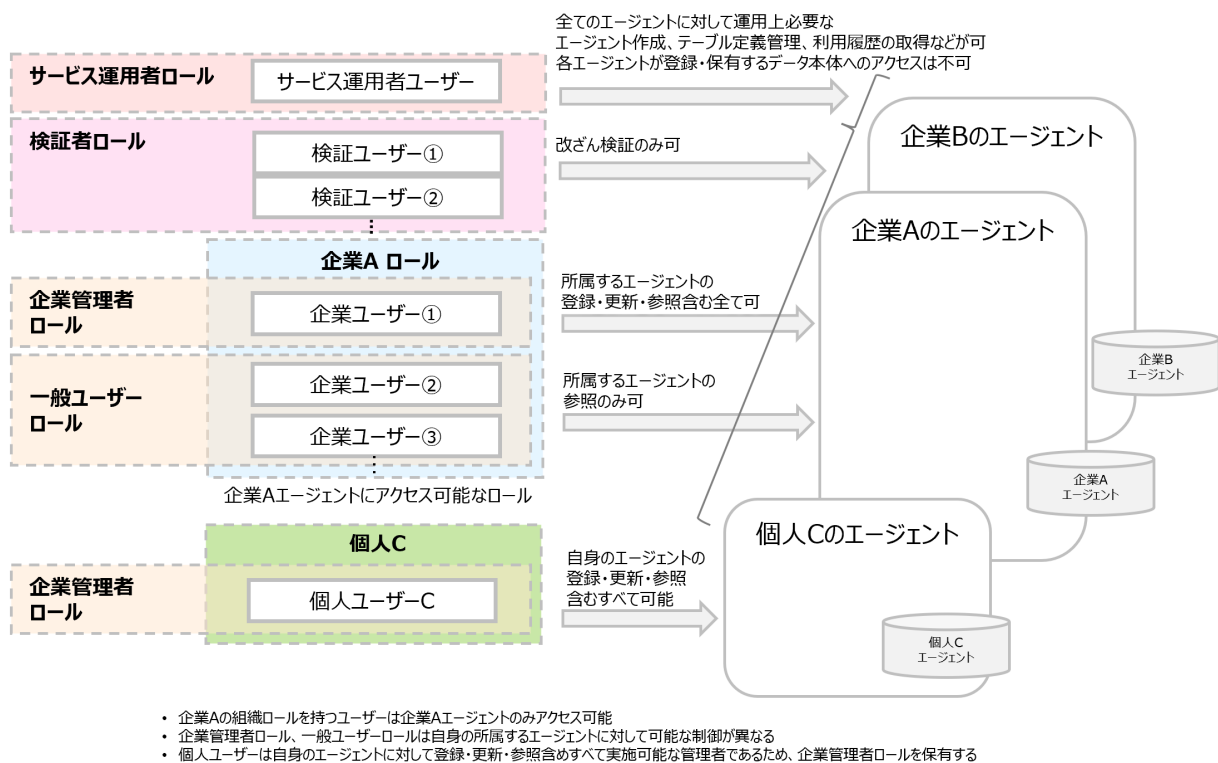 全てのエージェントに対して運用上必要な
エージェント作成、テーブル定義管理、利用履歴の取得などが可
各エージェントが登録・保有するデータ本体へのアクセスは不可
サービス運用者ロール
サービス運用者ユーザー
検証者ロール
検証ユーザー①
検証ユーザー②
改ざん検証のみ可
企業Bのエージェント
企業Aのエージェント
企業A ロール
企業管理者
ロール
企業ユーザー①
所属するエージェントの
登録・更新・参照含む全て可
一般ユーザー
ロール
企業ユーザー②
企業ユーザー③
所属するエージェントの
参照のみ可
企業B
エージェント
企業A
エージェント
企業Aエージェントにアクセス可能なロール
個人C
企業管理者
ロール
個人ユーザーC
自身のエージェントの
登録・更新・参照
含むすべて可能
個人Cのエージェント
個人C
エージェント
• 企業Aの組織ロールを持つユーザーは企業Aエージェントのみアクセス可能
• 企業管理者ロール、一般ユーザーロールは自身の所属するエージェントに対して可能な制御が異なる
• 個人ユーザーは自身のエージェントに対して登録・更新・参照含めすべて実施可能な管理者であるため、企業管理者ロールを保有する